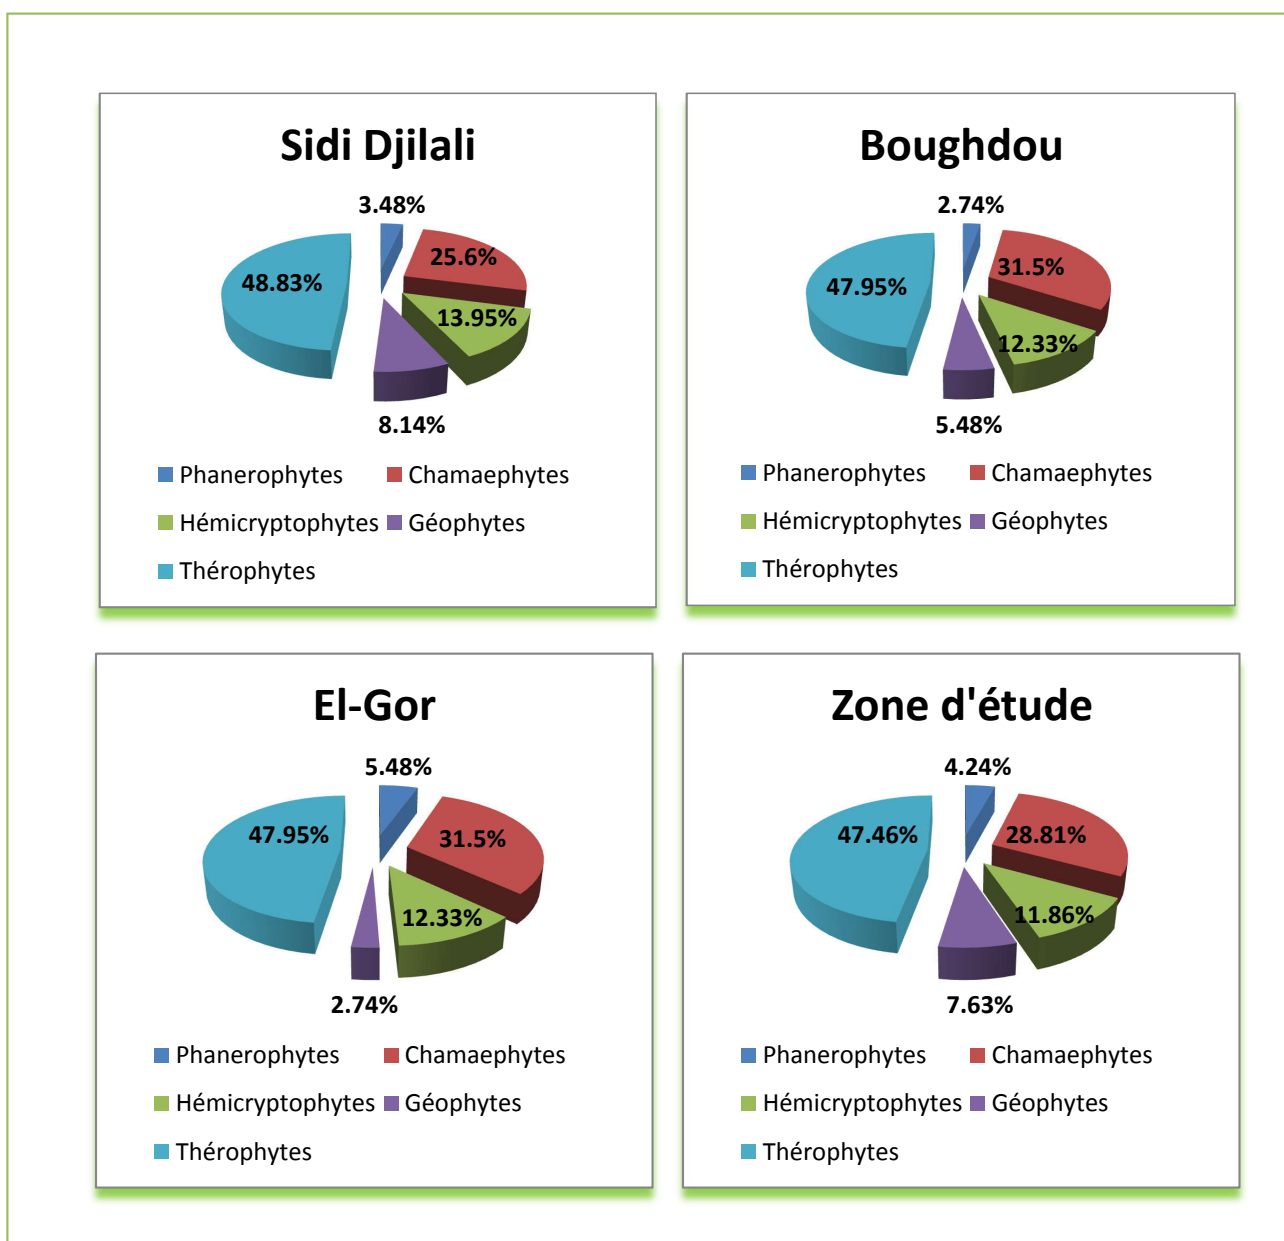 Sidi Djilali
3.48%
25.6%
48.83%
13.95%
8.14%
Phanerophytes Chamaephytes
Hémicryptophytes Géophytes
Thérophytes
Boughdou
2.74%
31.5%
47.95%
12.33%
5.48%
Phanerophytes Chamaephytes
Hémicryptophytes Géophytes
Thérophytes
El-Gor
5.48%
47.95%
31.5%
12.33%
2.74%
Phanerophytes Chamaephytes
Hémicryptophytes Géophytes
Thérophytes
Zone d'étude
4.24%
47.46%
28.81%
11.86%
7.63%
Phanerophytes Chamaephytes
Hémicryptophytes Géophytes
Thérophytes